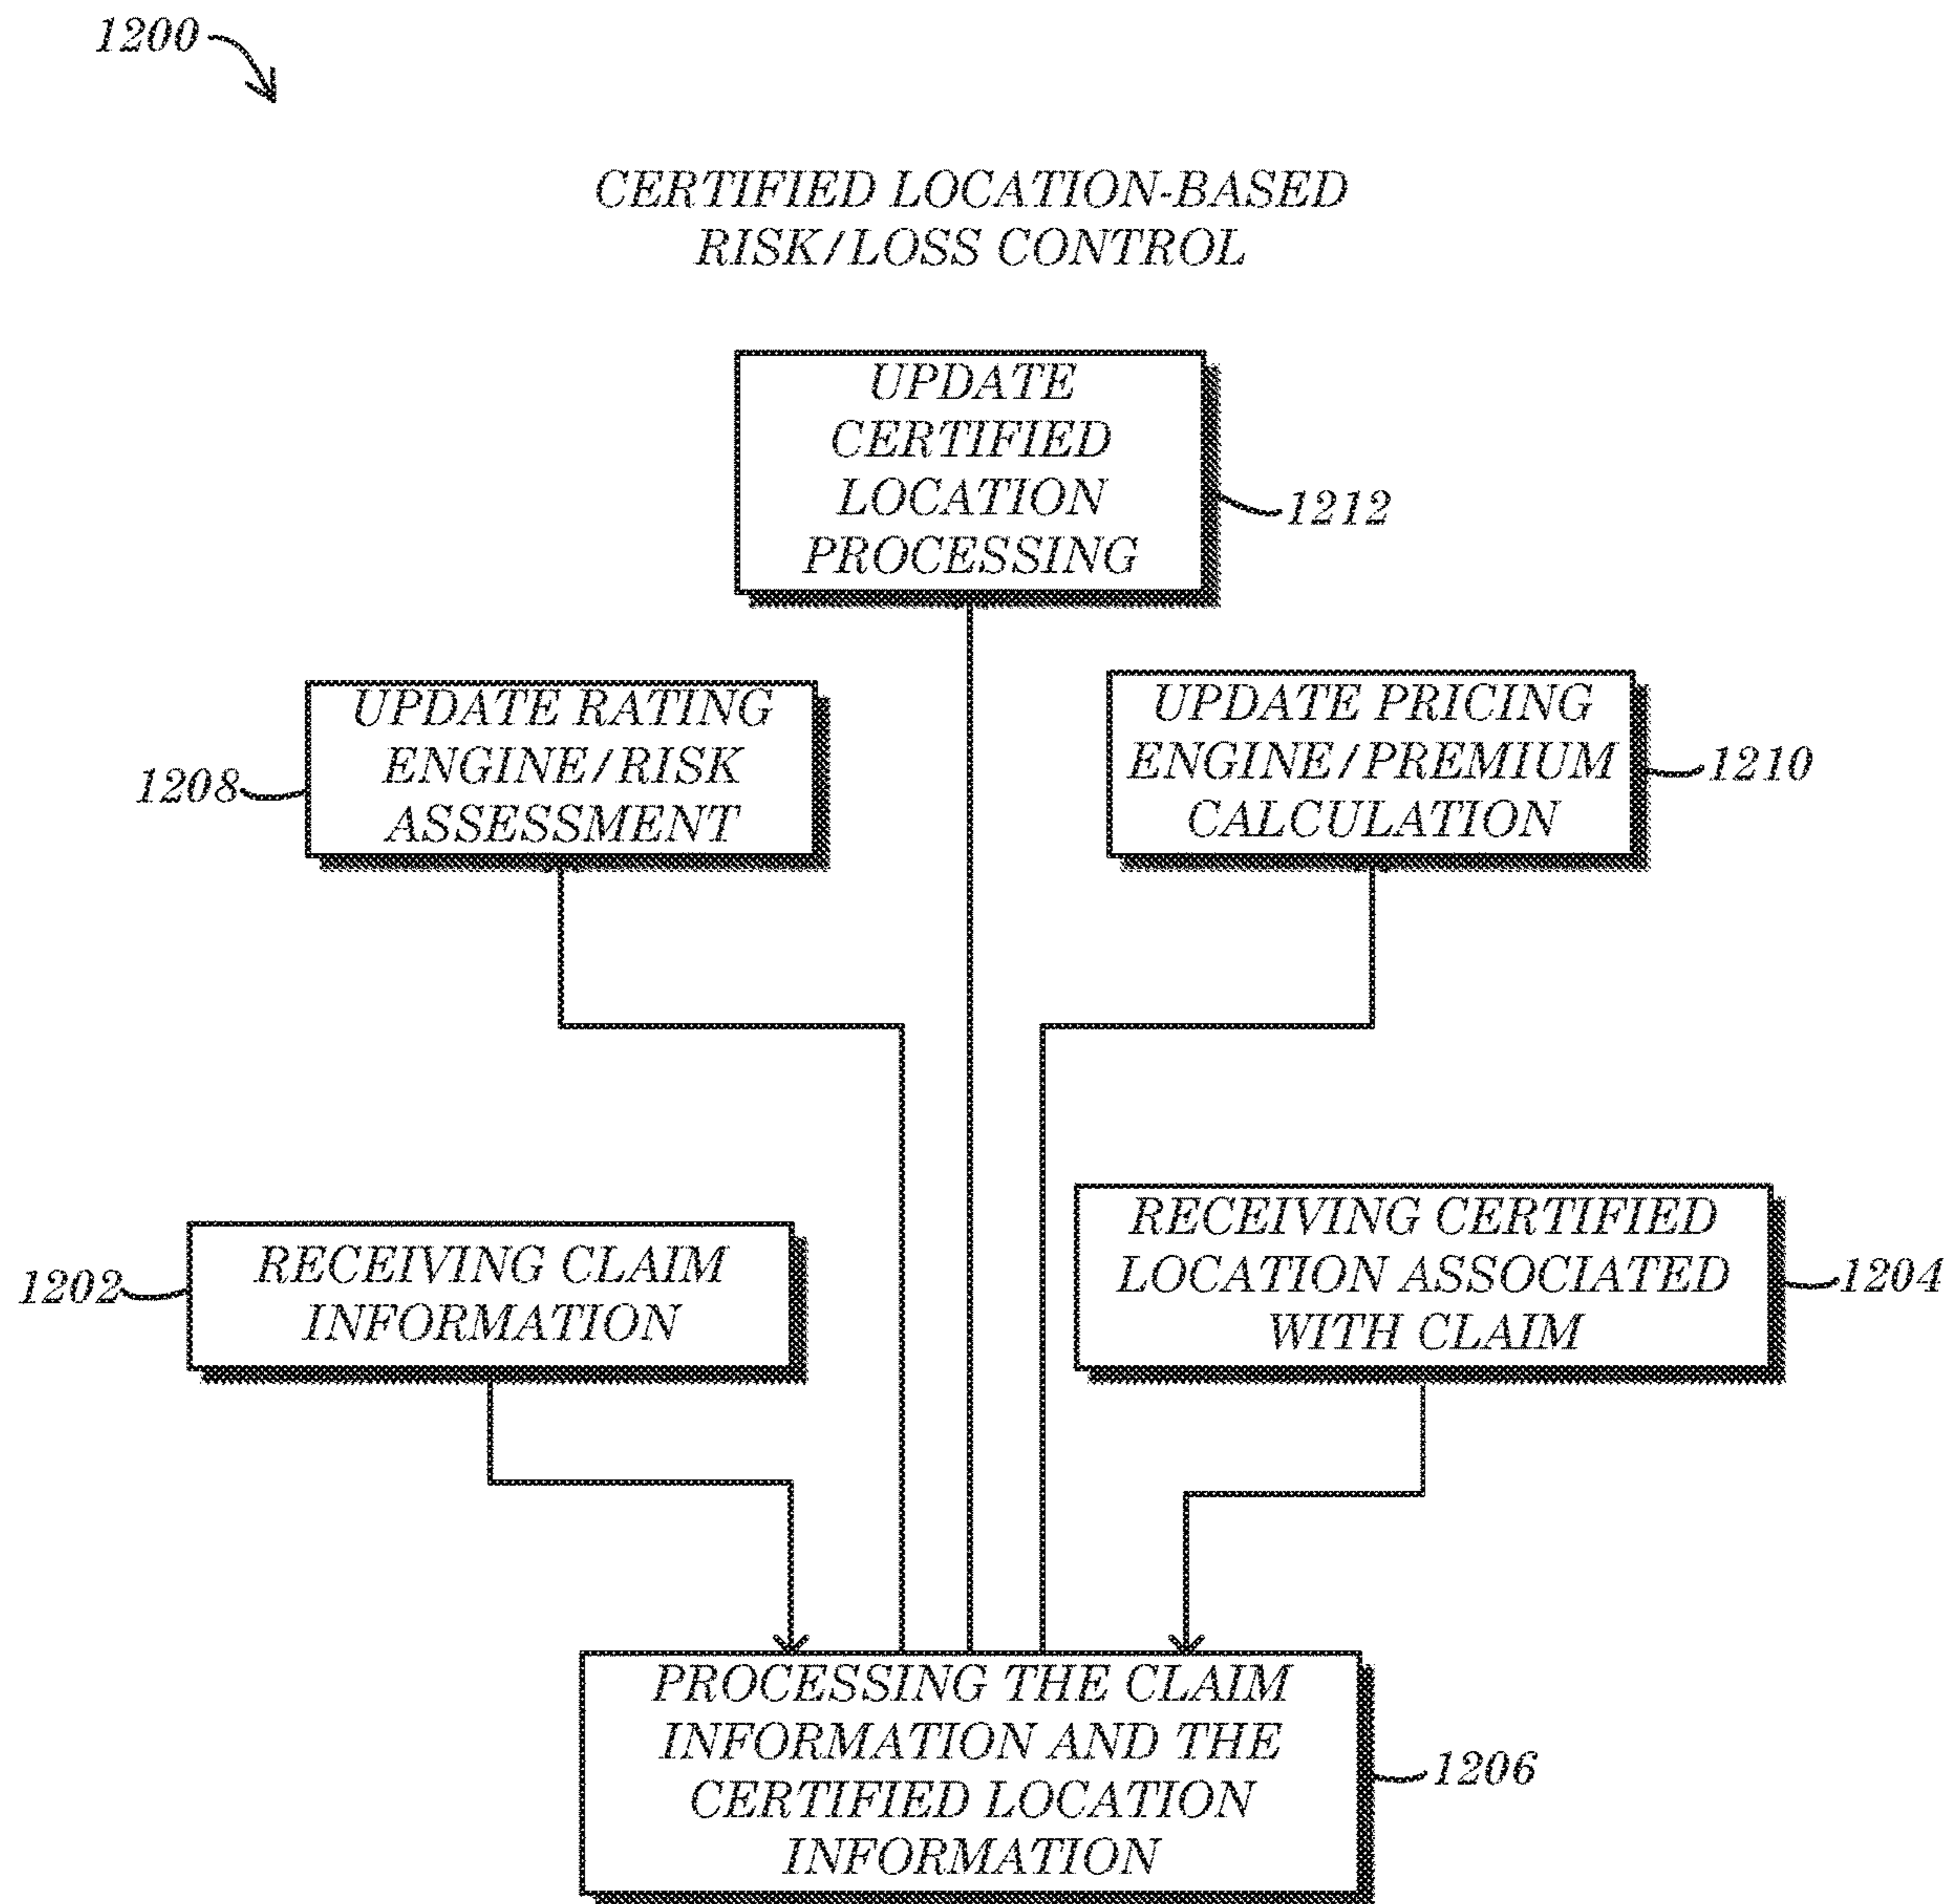 1200
CERTIFIED LOCATION-BASED
RISK/LOSS CONTROL
UPDATE
CERTIFIED
LOCATION
PROCESSING
1212
UPDATE RATING
ENGINE/RISK
ASSESSMENT
1208
UPDATE PRICING
ENGINE/PREMIUM
CALCULATION
1210
RECEIVING CLAIM
INFORMATION
1202
RECEIVING CERTIFIED
LOCATION ASSOCIATED
WITH CLAIM
1204
PROCESSING THE CLAIM
INFORMATION AND THE
CERTIFIED LOCATION
INFORMATION
1206